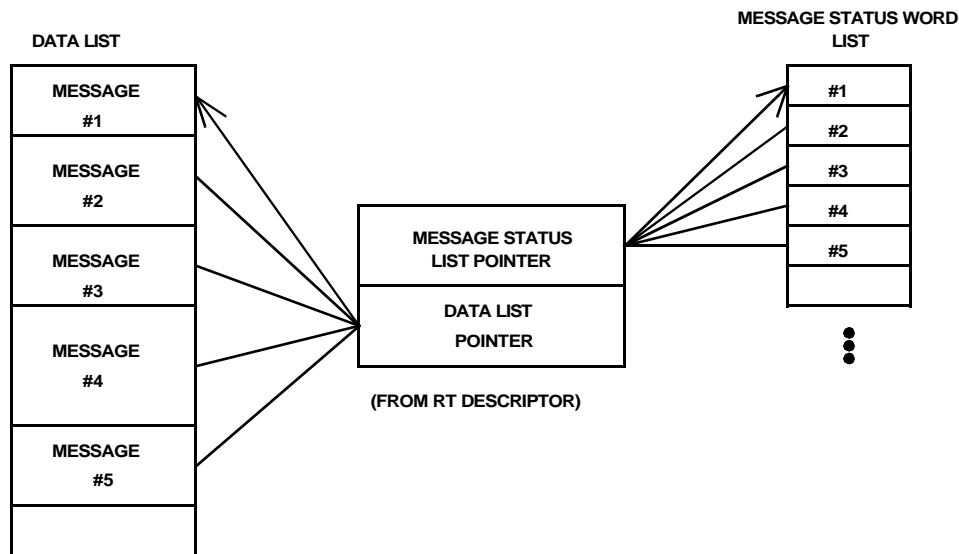 DATA LIST
MESSAGE
#1
MESSAGE
#2
MESSAGE
#3
MESSAGE
#4
MESSAGE
#5
MESSAGE STATUS
LIST POINTER
DATA LIST
POINTER
(FROM RT DESCRIPTOR)
MESSAGE STATUS WORD
LIST
#1
#2
#3
#4
#5